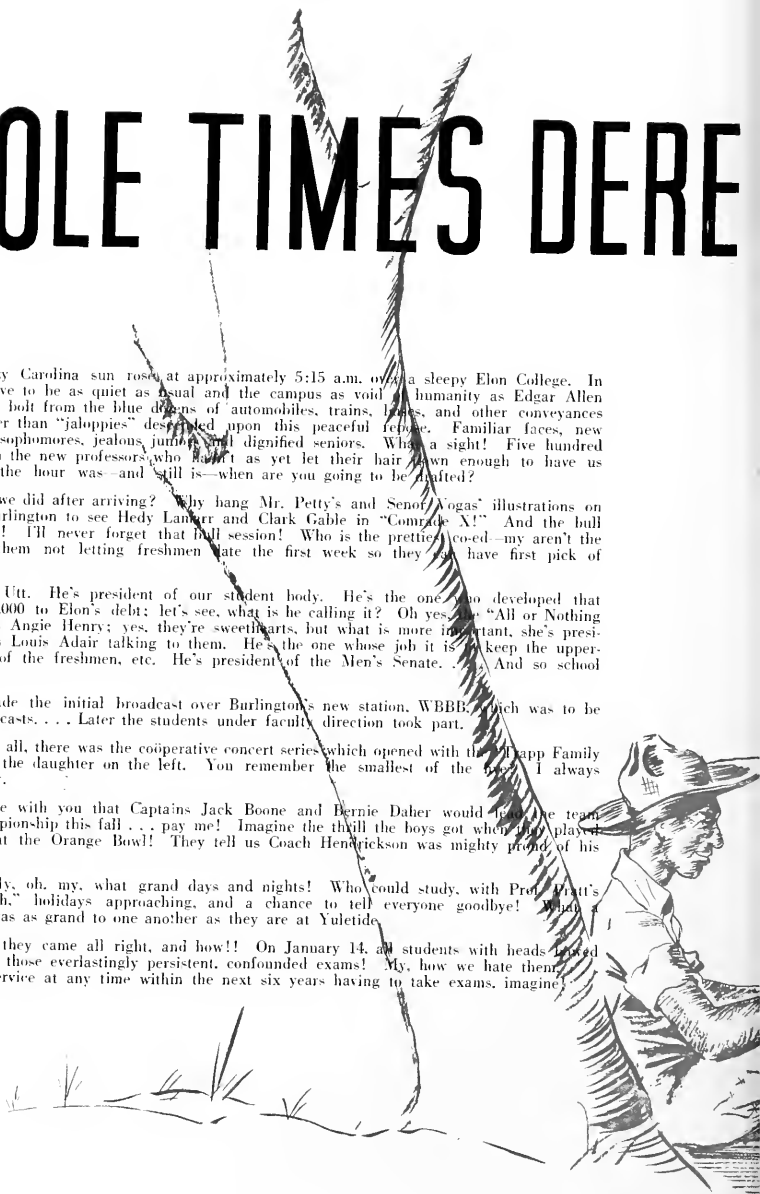 OLE TIMES DERE
y Carolina sun rose at approximately 5:15 a.m. over a sleepy Elon College. In
ve to be as quiet as usual and the campus as void of humanity as Edgar Allen
bolt from the blue dozens of automobiles, trains, buses, and other conveyances
r than "jaloppies" descended upon this peaceful repose. Familiar faces, new
sophomores, jealous juniors and dignified seniors. What a sight! Five hundred
the new professors who hadn't as yet let their hair down enough to have us
the hour was—and still is—when are you going to be drafted?
we did after arriving? Why hang Mr. Petty's and Senor Vogas' illustrations on
rlington to see Hedy Lamarr and Clark Gable in "Comrade X!" And the bull
! I'll never forget that bull session! Who is the prettiest co-ed—my aren't the
hem not letting freshmen date the first week so they can have first pick of
Utt. He's president of our student body. He's the one who developed that
000 to Elon's debt; let's see, what is he calling it? Oh yes, the "All or Nothing
Angie Henry; yes, they're sweethearts, but what is more important, she's presi-
Louis Adair talking to them. He's the one whose job it is to keep the upper-
of the freshmen, etc. He's president of the Men's Senate. . . . And so school
de the initial broadcast over Burlington's new station, WBBB, which was to be
casts. . . . Later the students under faculty direction took part.
all, there was the coöperative concert series which opened with the Trapp Family
the daughter on the left. You remember the smallest of the five? I always
.
e with you that Captains Jack Boone and Bernie Daher would lead the team
pionship this fall . . . pay me! Imagine the thrill the boys got when they played
at the Orange Bowl! They tell us Coach Hendrickson was mighty proud of his
ly, oh, my, what grand days and nights! Who could study, with Prof. Pratt's
h," holidays approaching, and a chance to tell everyone goodbye! What a
as as grand to one another as they are at Yuletide
they came all right, and how!! On January 14, all students with heads bowed
those everlastingly persistent, confounded exams! My, how we hate them,
rvice at any time within the next six years having to take exams, imagine